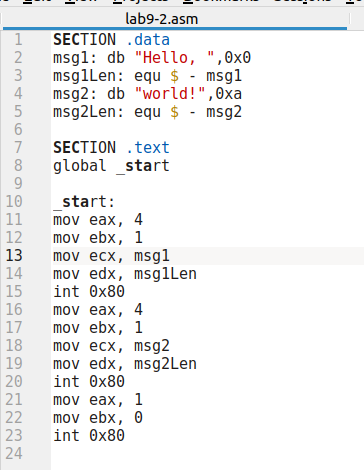 lab9-2.asm
1 SECTION .data
2 msg1: db "Hello, ",0x0
3 msg1Len: equ $ - msg1
4 msg2: db "world!",0xa
5 msg2Len: equ $ - msg2
6
7 SECTION .text
8 global _start
9
10 _start:
11 mov eax, 4
12 mov ebx, 1
13 mov ecx, msg1
14 mov edx, msg1Len
15 int 0x80
16 mov eax, 4
17 mov ebx, 1
18 mov ecx, msg2
19 mov edx, msg2Len
20 int 0x80
21 mov eax, 1
22 mov ebx, 0
23 int 0x80
24